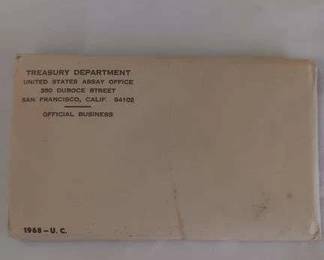 TREASURY DEPARTMENT
UNITED STATES ASSAY OFFICE
350 DUBOCE STREET
SAN FRANCISCO, CALIF. 94102
OFFICIAL BUSINESS
1968-U.C.